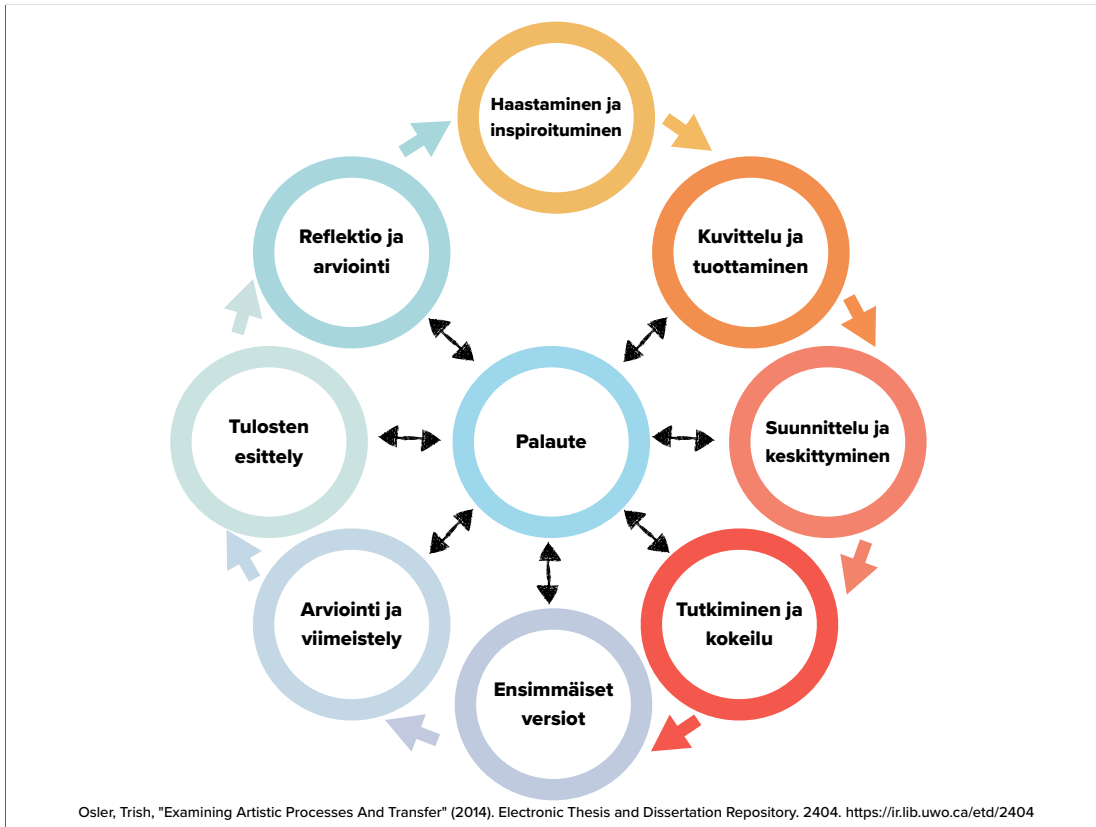 Haastaminen ja
inspiroituminen
Kuvittelu ja
tuottaminen
Suunnittelu ja
keskittyminen
Tutkiminen ja
kokeilu
Ensimmäiset
versiot
Arviointi ja
viimeistely
Tulosten
esittely
Reflektio ja
arviointi
Palaute
Osler, Trish, "Examining Artistic Processes And Transfer" (2014). Electronic Thesis and Dissertation Repository. 2404. https://ir.lib.uwo.ca/etd/2404